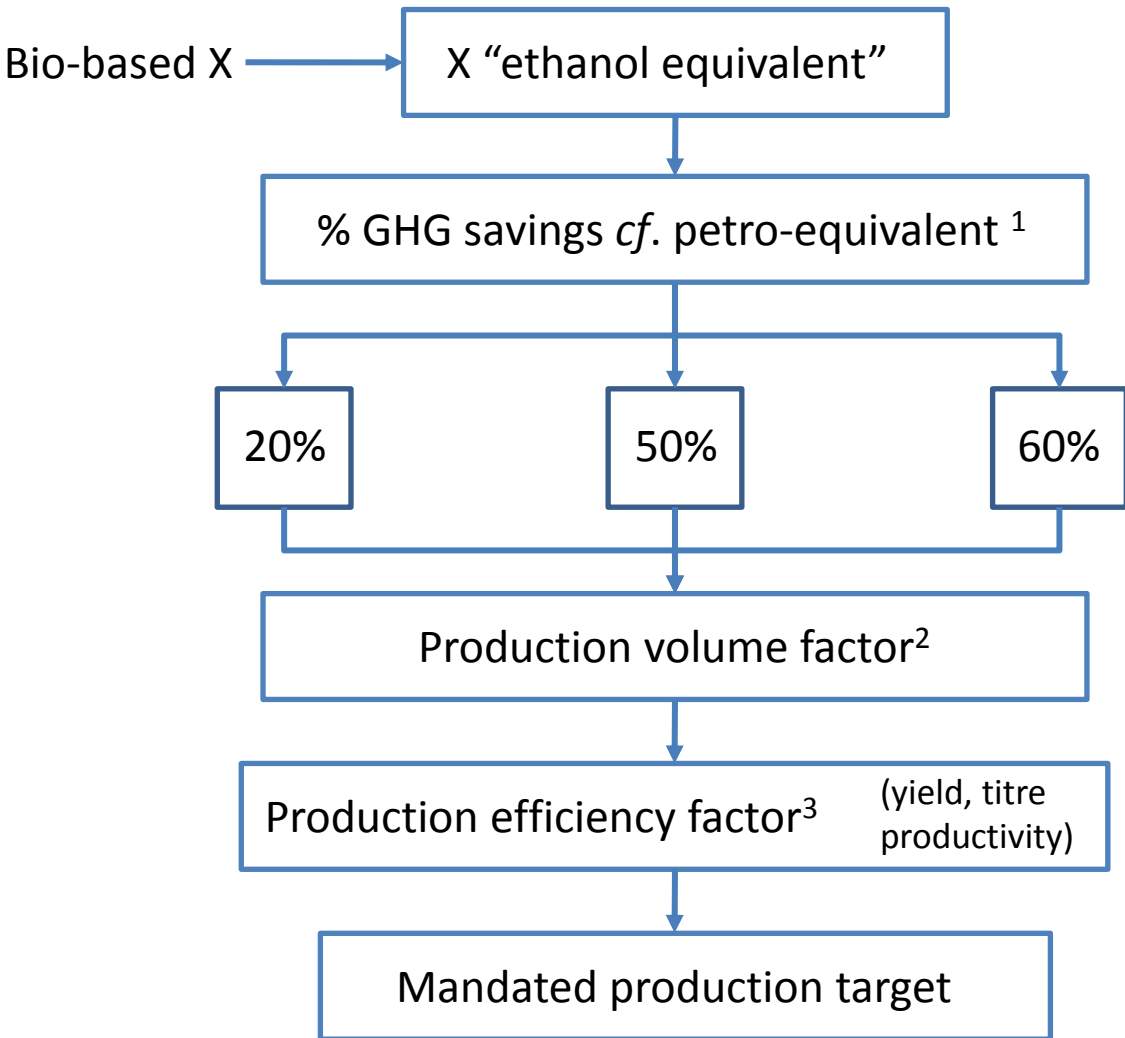 Bio-based X
X “ethanol equivalent”
% GHG savings cf. petro-equivalent ¹
20%
50%
60%
Production volume factor²
Production efficiency factor³
(yield, titre
productivity)
Mandated production target